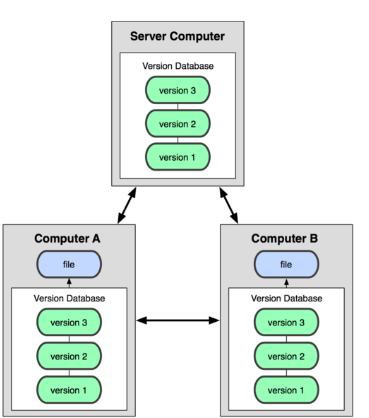 Server Computer
Version Database
version 3
version 2
version 1
Computer A
file
Version Database
version 3
version 2
version 1
Computer B
file
Version Database
version 3
version 2
version 1